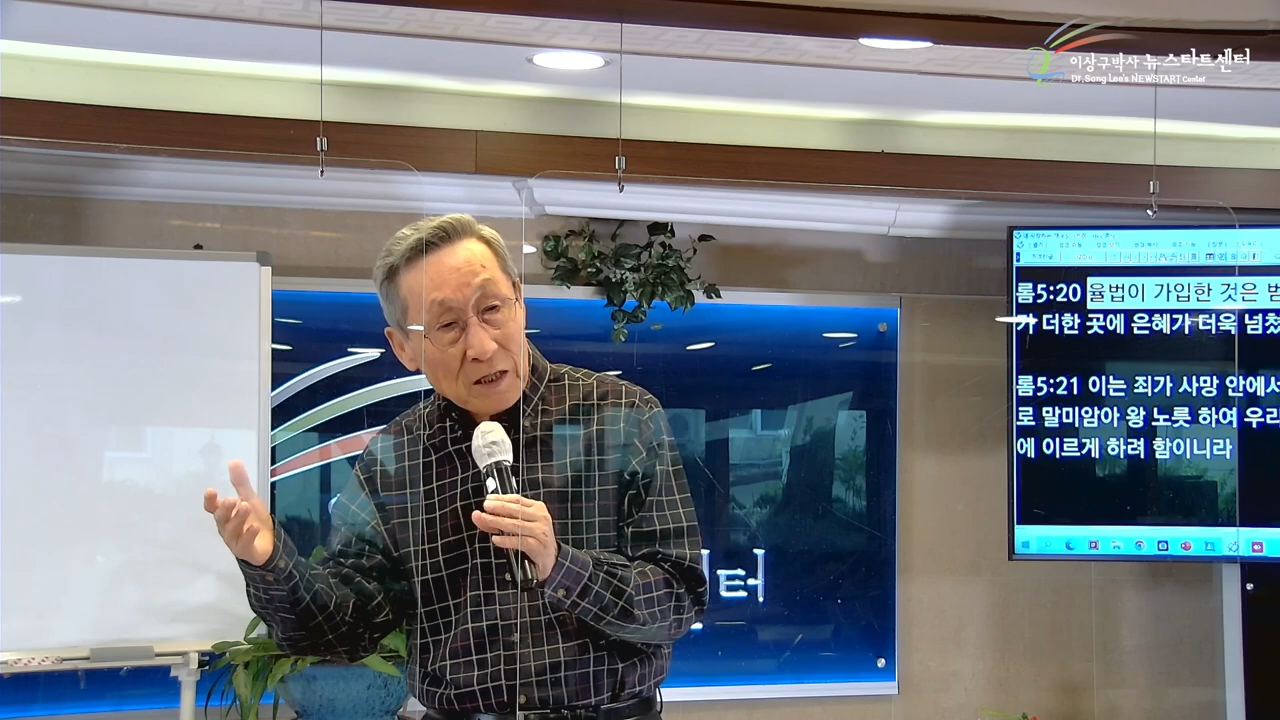 이상구박사 뉴스타트센터
Dr. Sang Lee's NEWSTART Center
롬5:20 율법이 가입한 것은 범
가 더한 곳에 은혜가 더욱 넘쳤
롬5:21 이는 죄가 사망 안에서
로 말미암아 왕 노릇 하여 우리
에 이르게 하려 함이니라
터